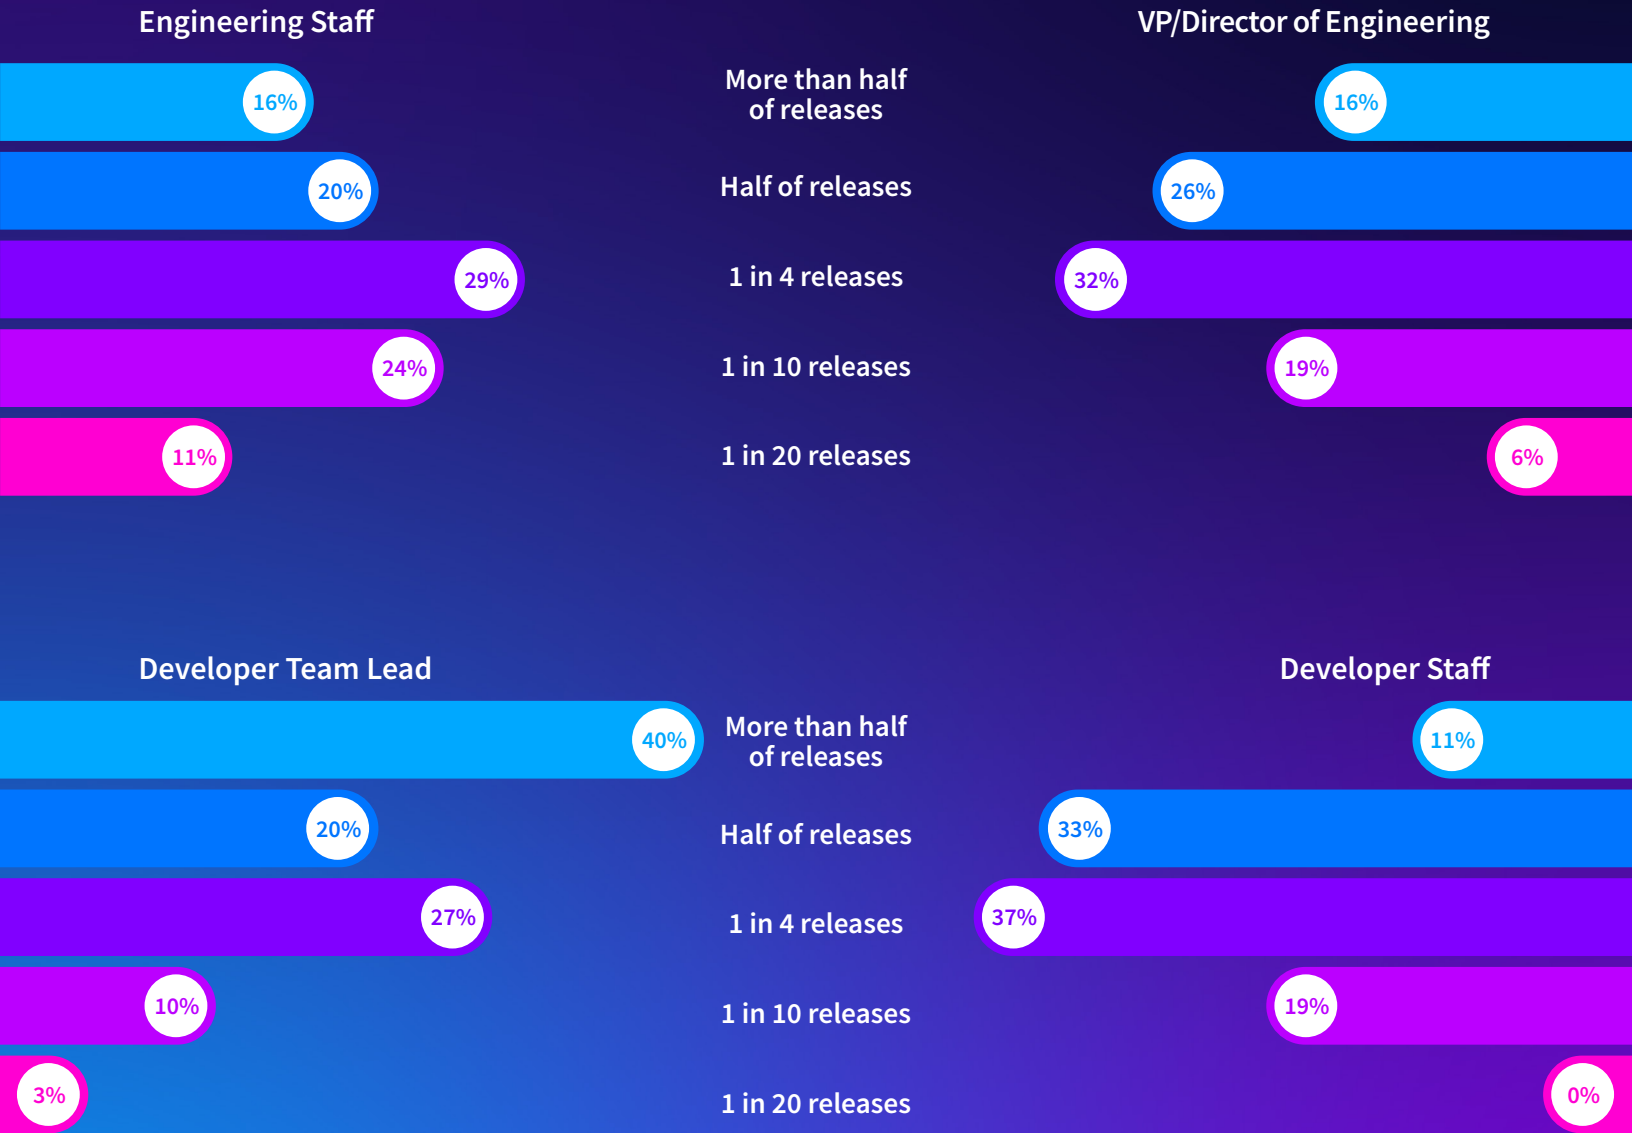 Engineering Staff
VP/Director of Engineering
16%
More than half
of releases
16%
20%
Half of releases
26%
29%
1 in 4 releases
32%
24%
1 in 10 releases
19%
11%
1 in 20 releases
6%
Developer Team Lead
Developer Staff
40%
More than half
of releases
11%
20%
Half of releases
33%
27%
1 in 4 releases
37%
10%
1 in 10 releases
19%
3%
1 in 20 releases
0%